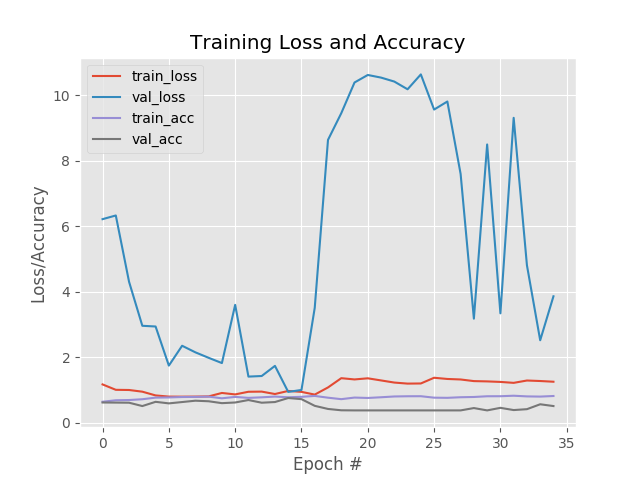 Training Loss and Accuracy
train_loss
val_loss
train_acc
val_acc
Loss/Accuracy
10
8
6
4
2
0
0 5 10 15 20 25 30 35
Epoch #